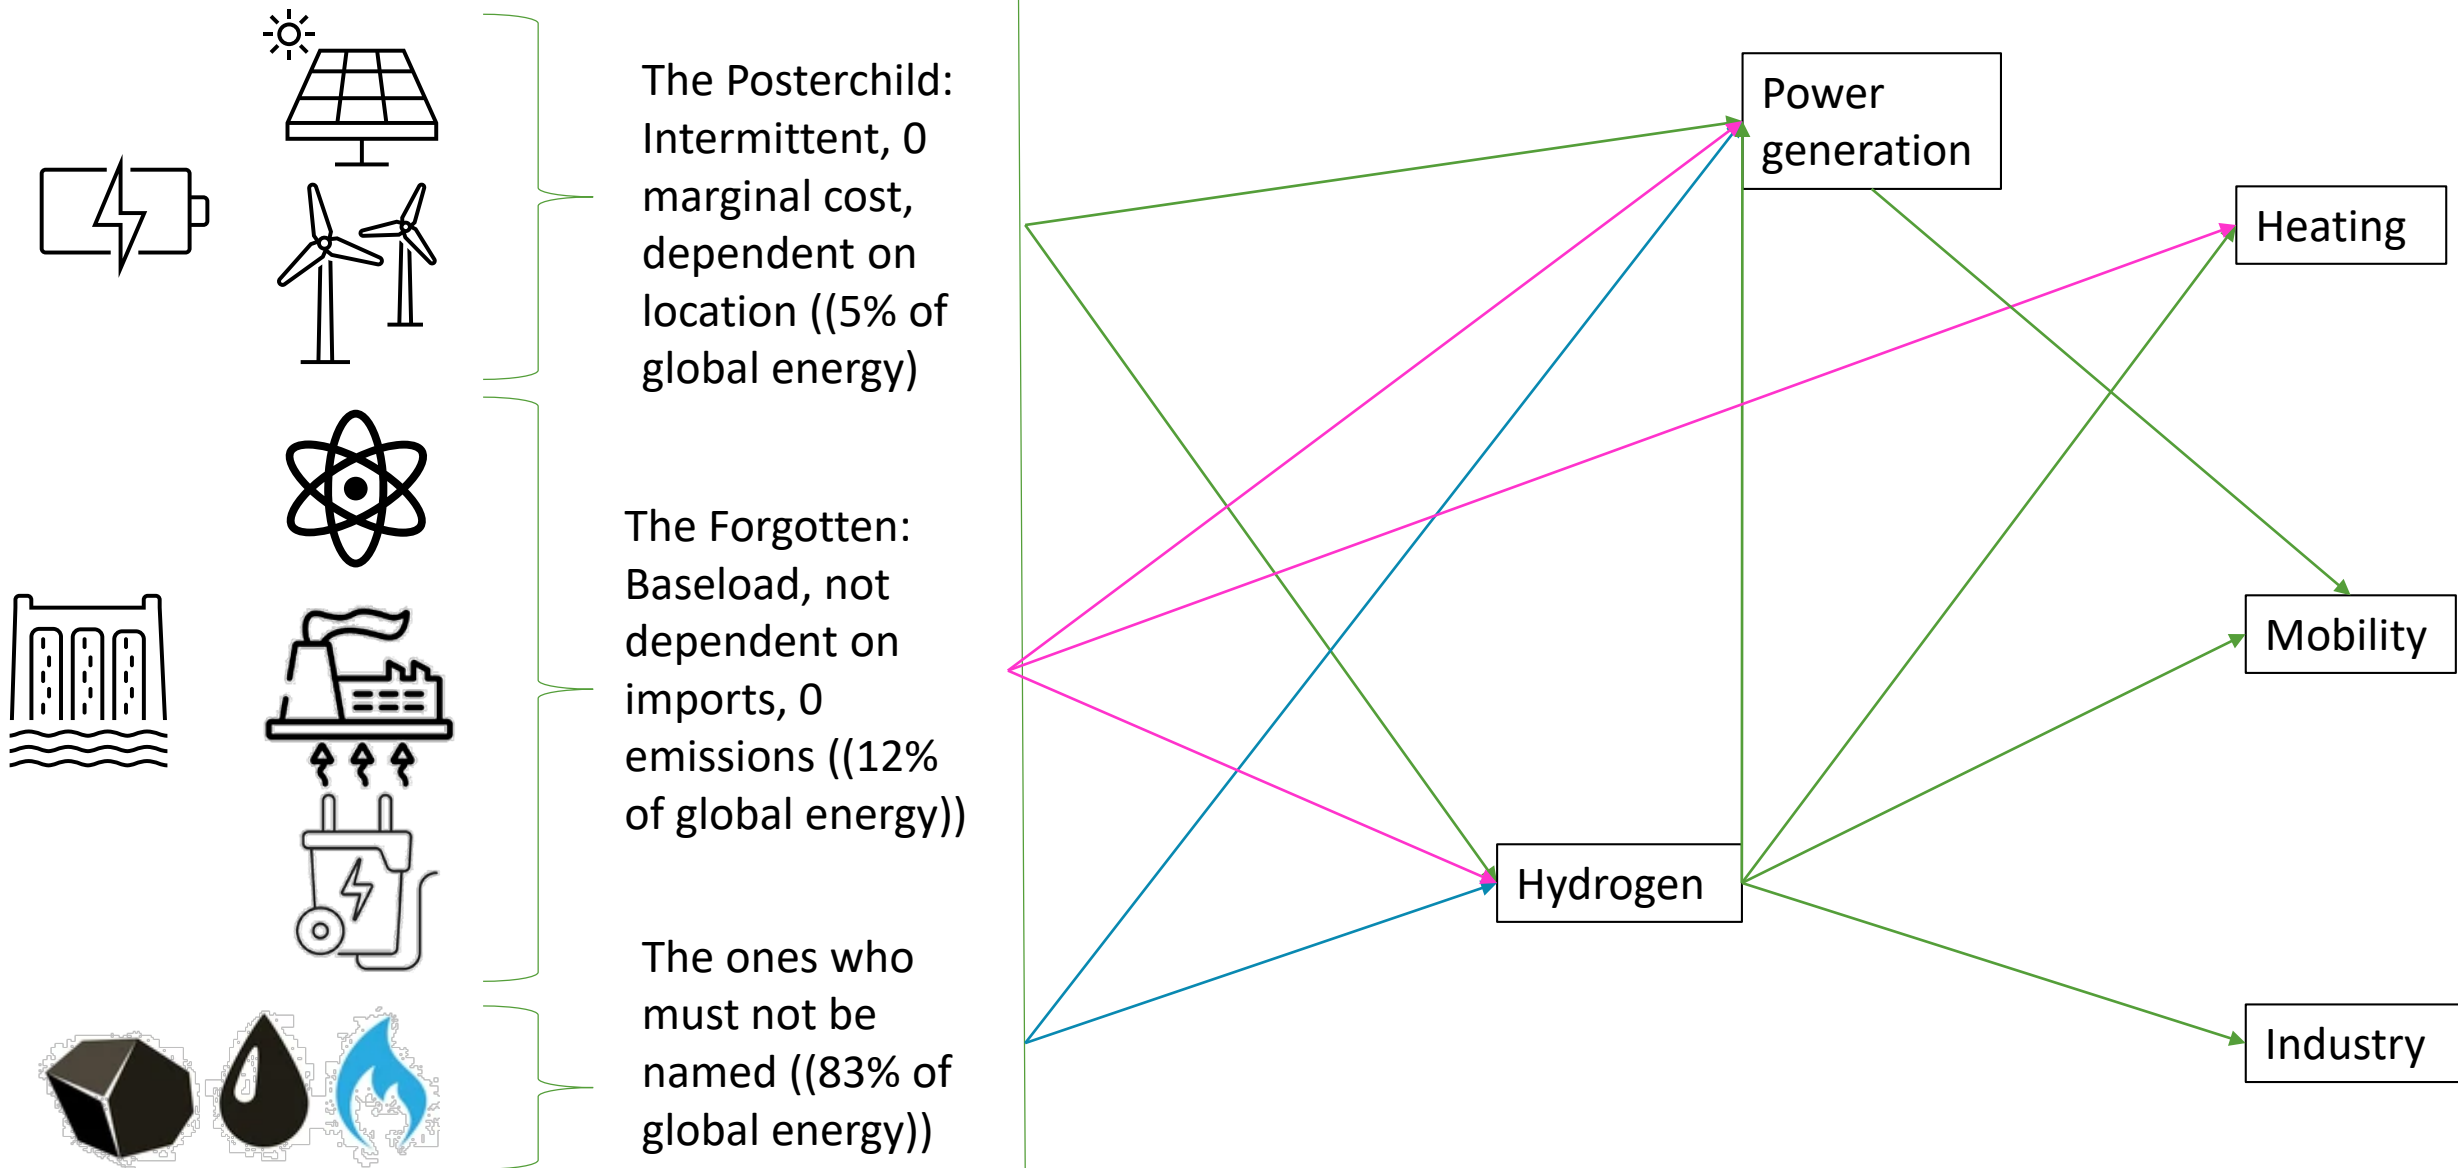 The Posterchild:
Intermittent, 0
marginal cost,
dependent on
location ((5% of
global energy)
The Forgotten:
Baseload, not
dependent on
imports, 0
emissions ((12%
of global energy))
The ones who
must not be
named ((83% of
global energy))
Power
generation
Heating
Mobility
Hydrogen
Industry